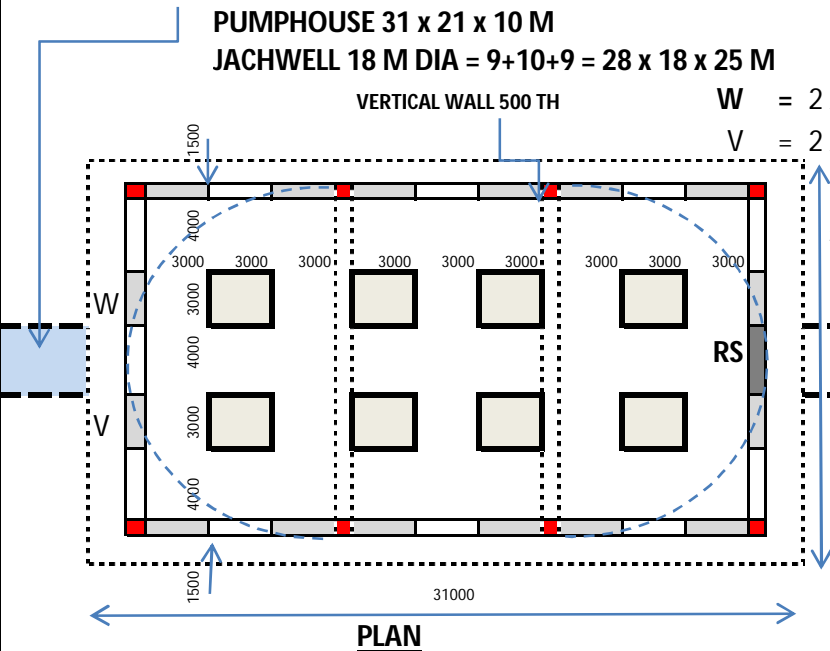 PUMPHOUSE 31 x 21 x 10 M
JACHWELL 18 M DIA = 9+10+9 = 28 x 18 x 25 M
VERTICAL WALL 500 TH
W = 2
V = 2
1500
4000
3000 3000 3000 3000 3000 3000 3000 3000 3000
W
3000
4000
RS
V
3000
4000
1500
31000
PLAN